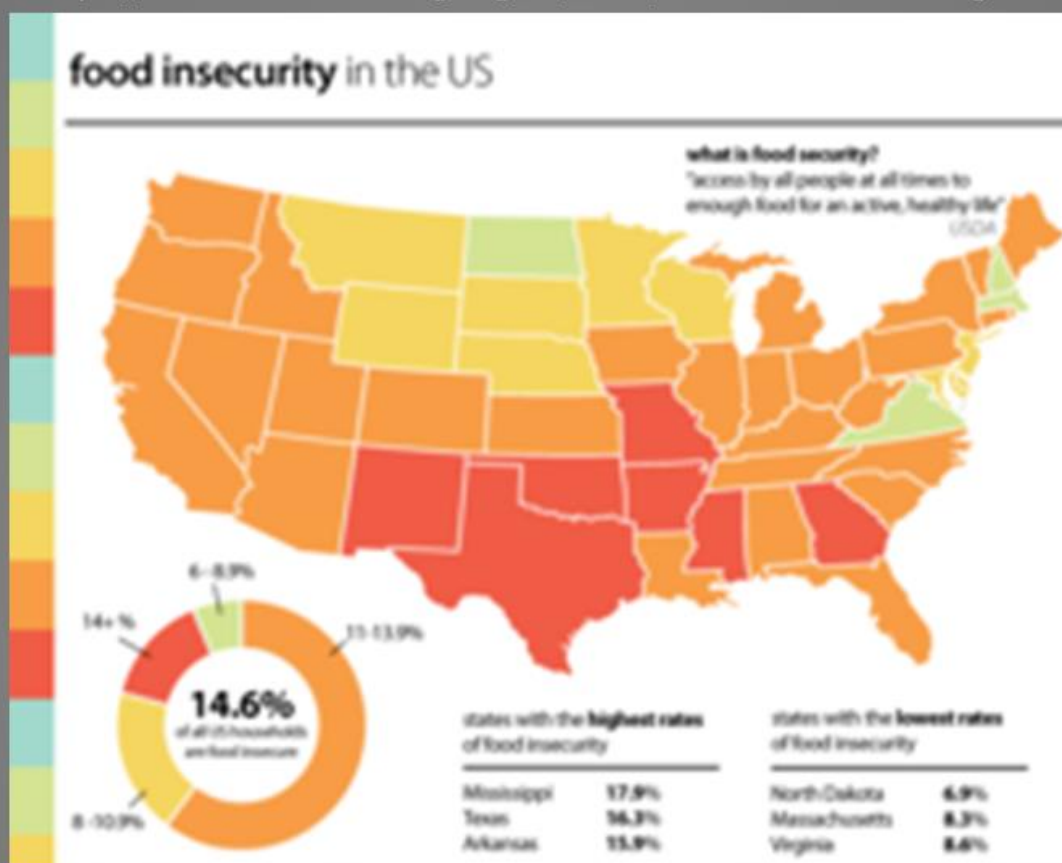 food insecurity in the US
what is food security?
"access by all people at all times to
enough food for an active, healthy life"
USDA
6 - 8.9%
14+ %
11-13.9%
14.6%
of all US households
are food insecure
8 -10.9%
states with the highest rates
of food insecurity
Mississippi 17.9%
Texas 16.3%
Arkansas 15.9%
states with the lowest rates
of food insecurity
North Dakota 6.9%
Massachusetts 8.3%
Virginia 8.6%